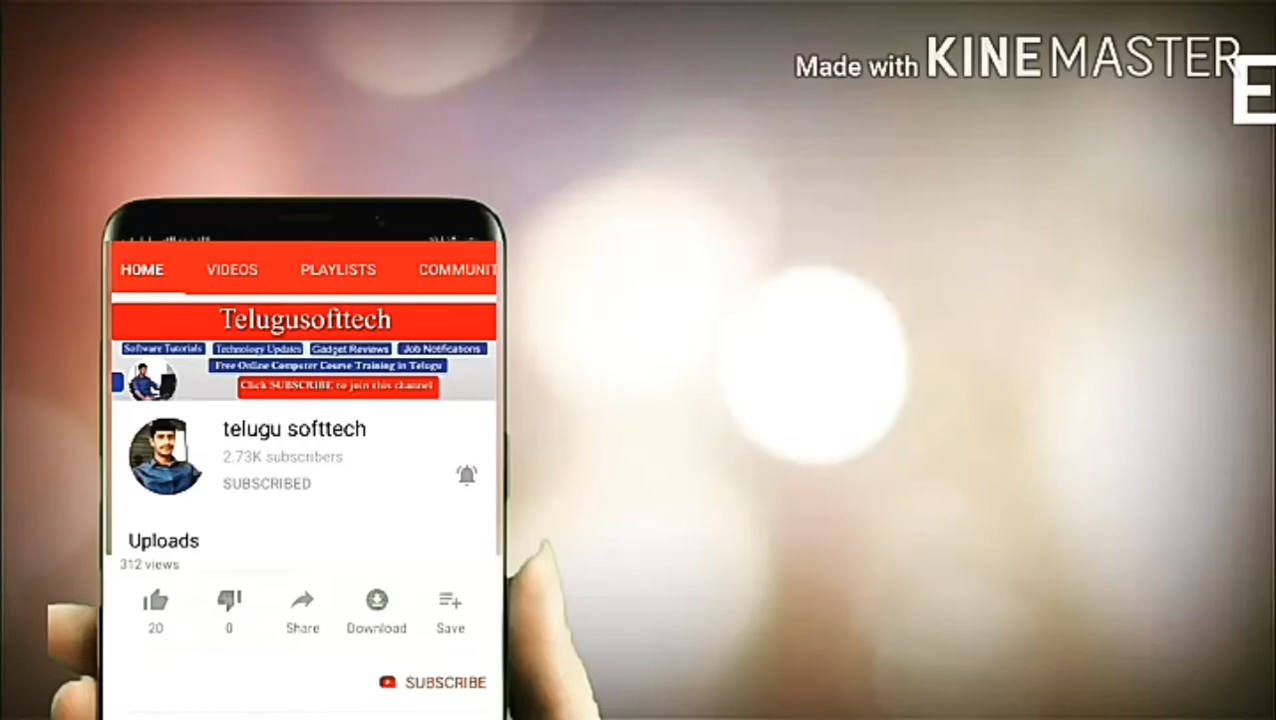 Made with KINEMASTER
E
HOME VIDEOS PLAYLISTS COMMUNIT
Telugusofttech
Software Tutorials Technology Updates Gadget Reviews Job Notifications
Free Online Computer Course Training in Telugu
Click SUBSCRIBE to join this channel
telugu softtech
2.73K subscribers
SUBSCRIBED
Uploads
312 views
20 0 Share Download Save
SUBSCRIBE